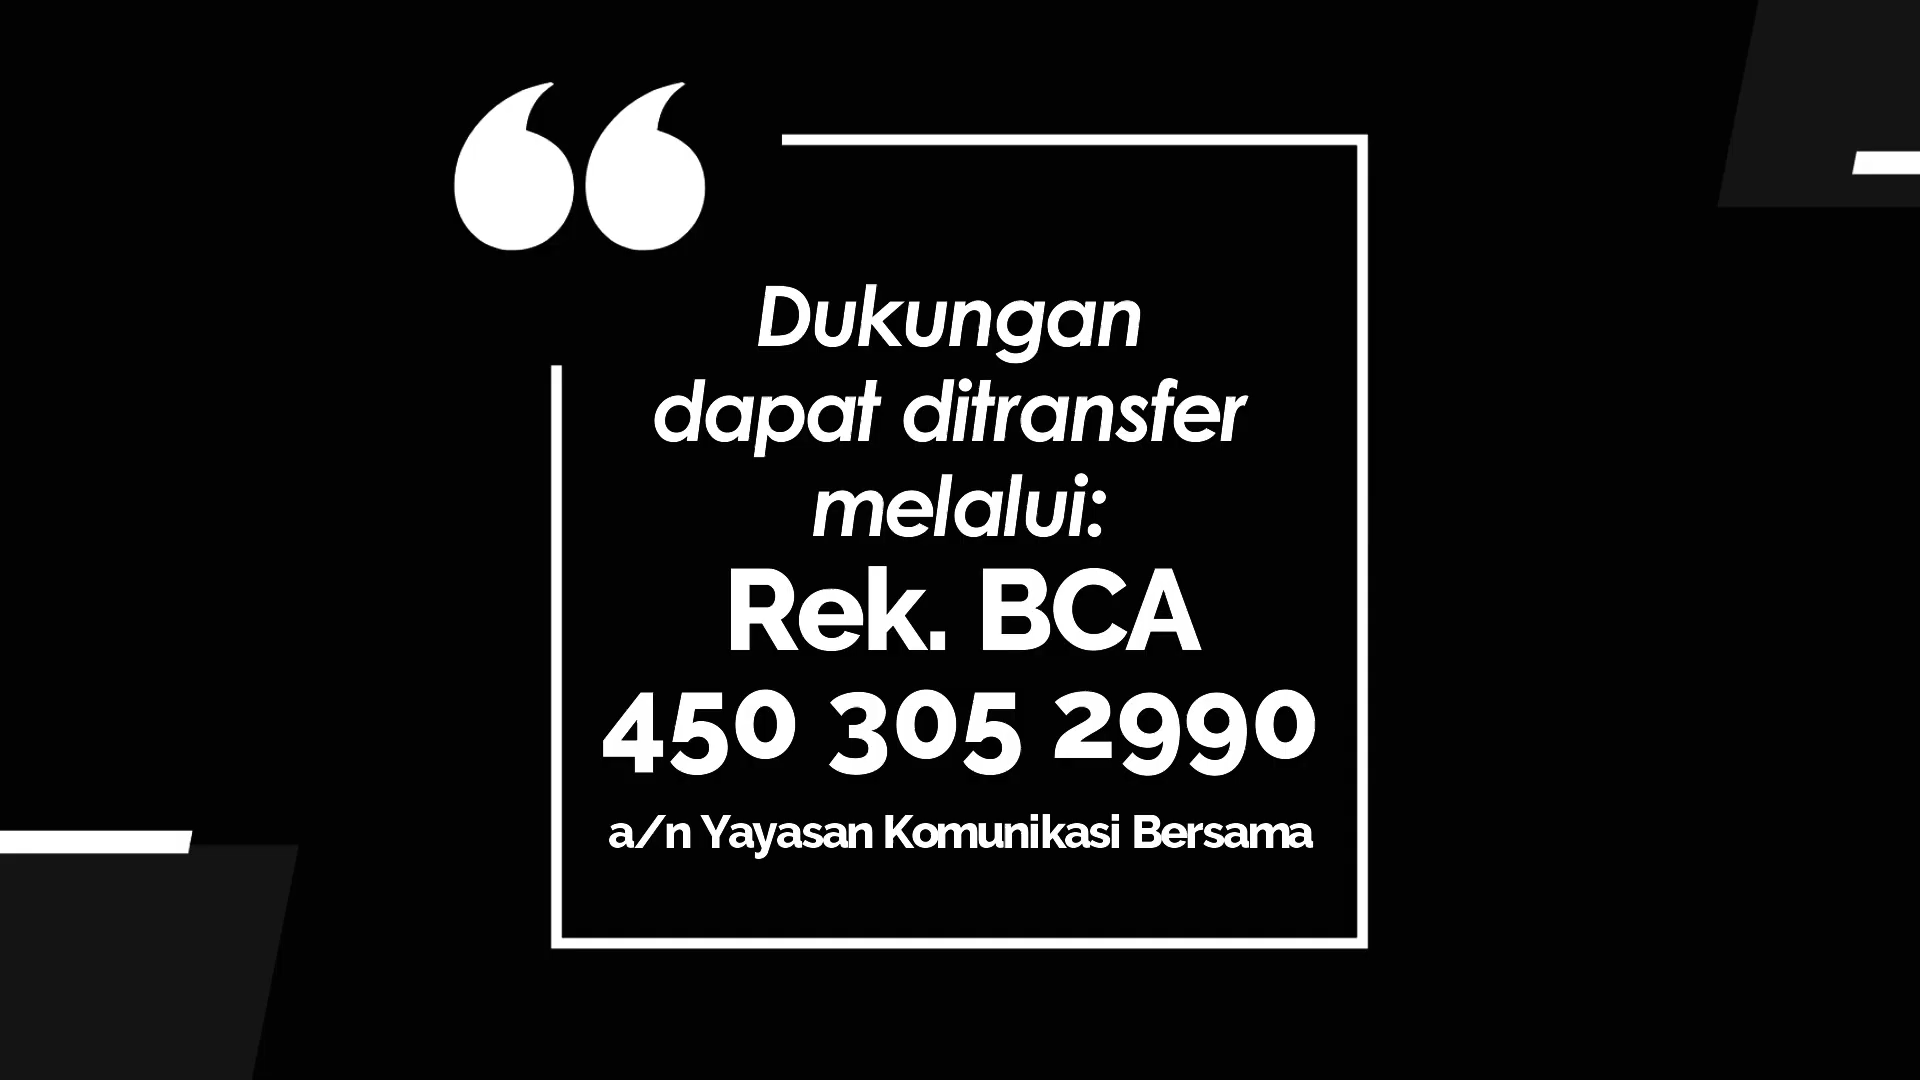 Dukungan
dapat ditransfer
melalui:
Rek. BCA
450 305 2990
a/n Yayasan Komunikasi Bersama